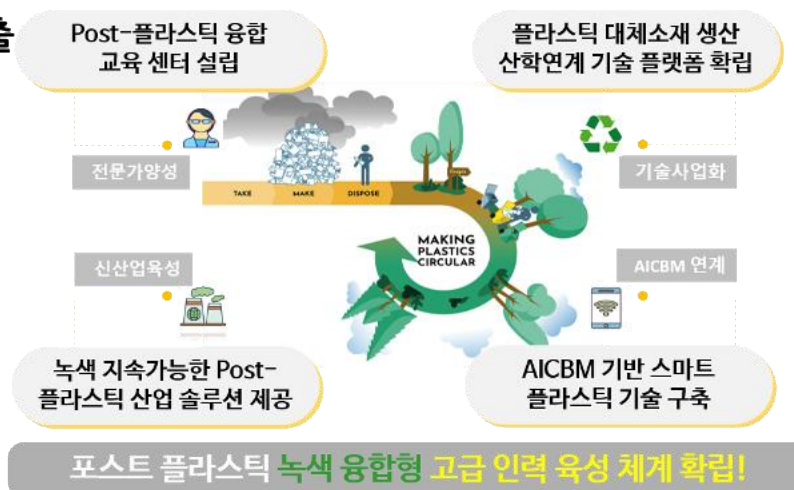 출
Post-플라스틱 융합
교육 센터 설립
플라스틱 대체소재 생산
산학연계 기술 플랫폼 확립
전문가양성
기술사업화
TAKE MAKE DISPOSE
MAKING
PLASTICS
CIRCULAR
신산업육성
AICBM 연계
녹색 지속가능한 Post-
플라스틱 산업 솔루션 제공
AICBM 기반 스마트
플라스틱 기술 구축
포스트 플라스틱 녹색 융합형 고급 인력 육성 체계 확립!